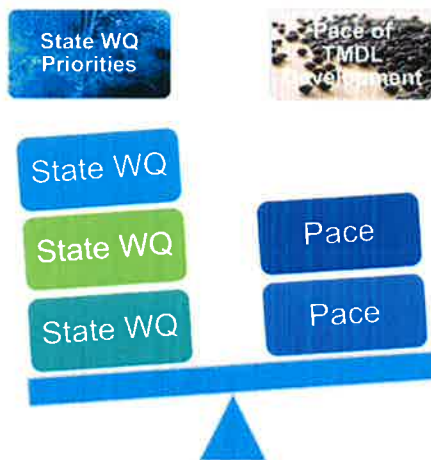 State WQ
Priorities
Pace of
TMDL
Development
State WQ
State WQ
State WQ
Pace
Pace